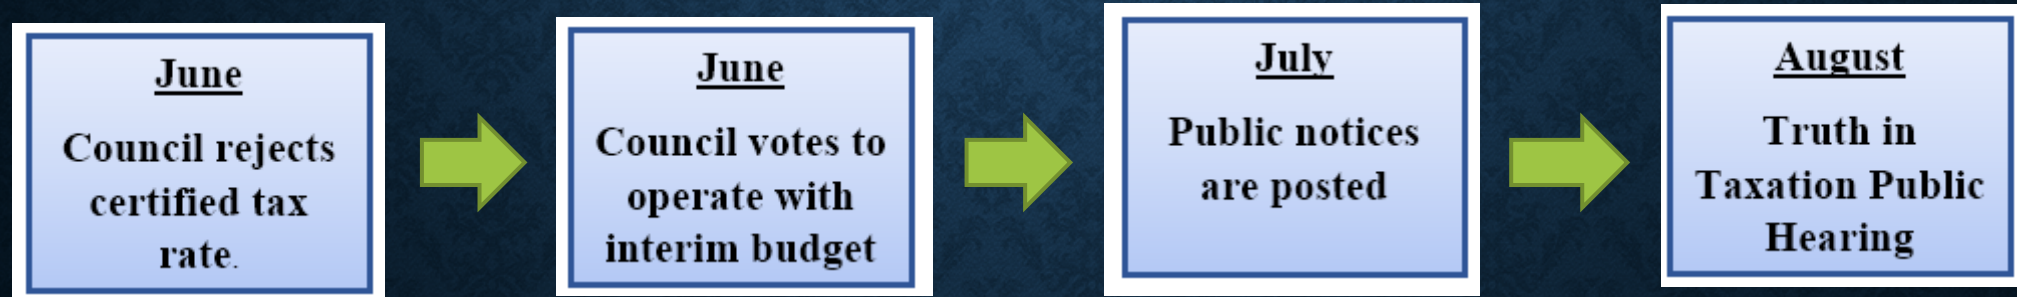 June
Council rejects
certified tax
rate.
June
Council votes to
operate with
interim budget
July
Public notices
are posted
August
Truth in
Taxation Public
Hearing